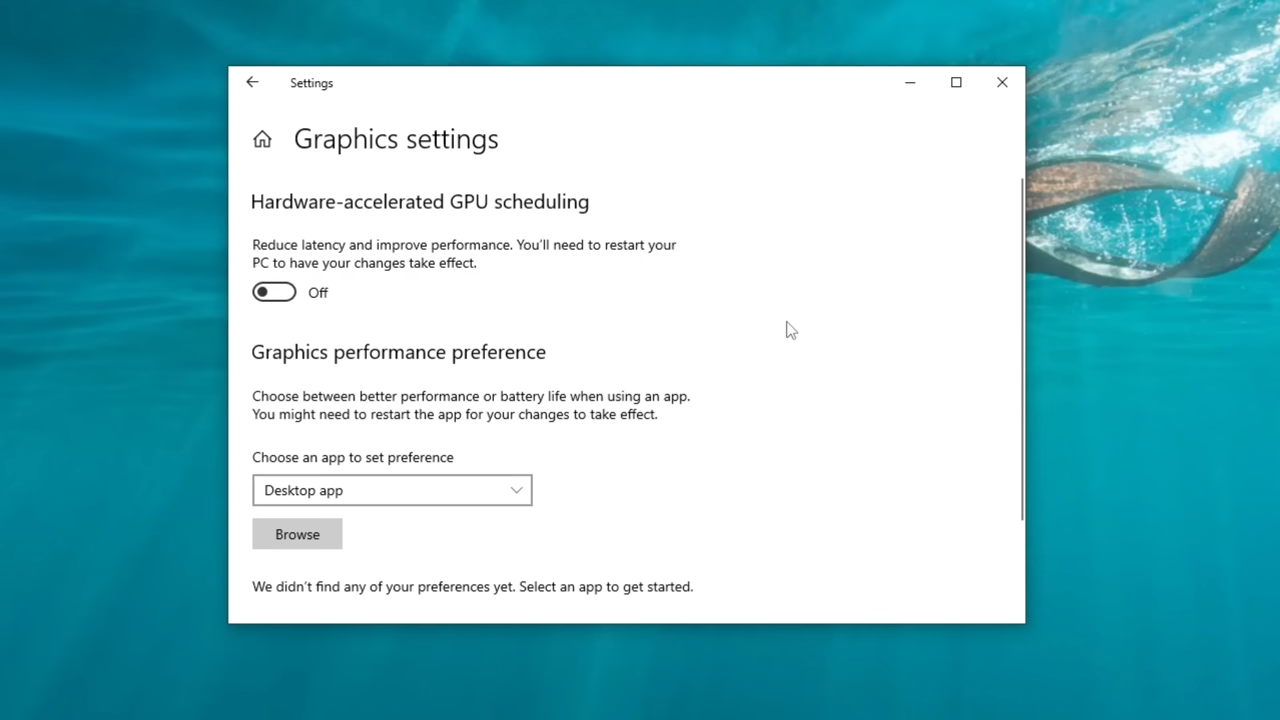 Settings
Graphics settings
Hardware-accelerated GPU scheduling
Reduce latency and improve performance. You'll need to restart your
PC to have your changes take effect.
Off
Graphics performance preference
Choose between better performance or battery life when using an app.
You might need to restart the app for your changes to take effect.
Choose an app to set preference
Desktop app
Browse
We didn't find any of your preferences yet. Select an app to get started.